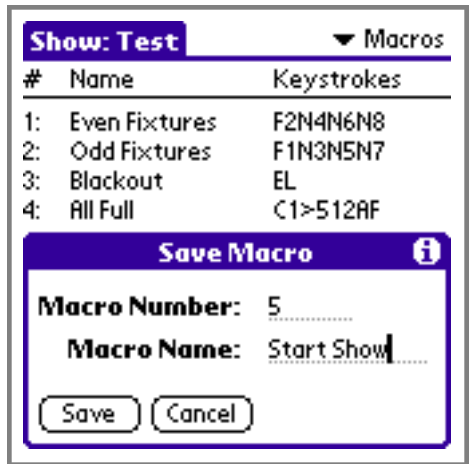 Show: Test Macros
# Name Keystrokes
1: Even Fixtures F2N4N6N8
2: Odd Fixtures F1N3N5N7
3: Blackout EL
4: All Full C1>512AF
Save Macro i
Macro Number: 5
Macro Name: Start Show
Save Cancel